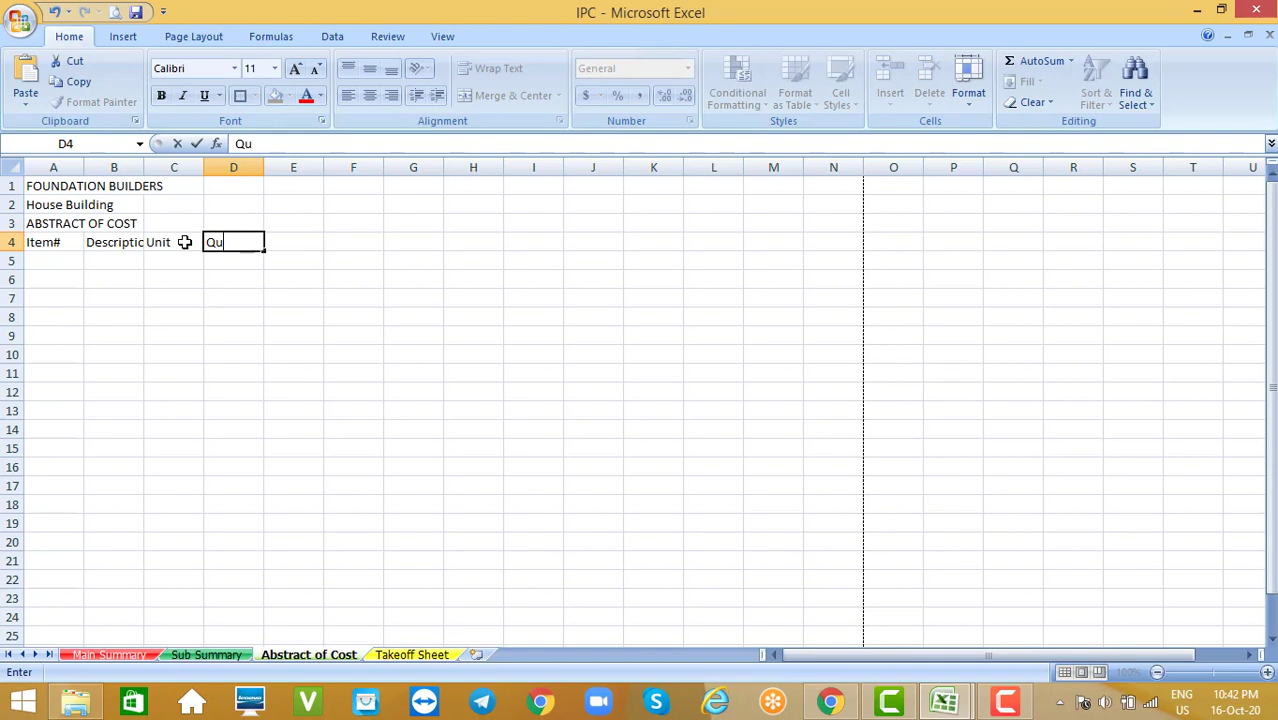 IPC - Microsoft Excel
Home Insert Page Layout Formulas Data Review View
Paste Cut Copy Format Painter Clipboard
Calibri 11 A A B I U A Font
Wrap Text Merge & Center Alignment
General $ % , Number
Conditional Formatting Format as Table Cell Styles Styles
Insert Delete Format Cells
Σ AutoSum Fill Clear Sort & Filter Find & Select Editing
D4 fx Qu
A B C D E F G H I J K L M N O P Q R S T U
1 FOUNDATION BUILDERS
2 House Building
3 ABSTRACT OF COST
4 Item# Descriptic Unit Qu
5
6
7
8
9
10
11
12
13
14
15
16
17
18
19
20
21
22
23
24
25
Main Summary Sub Summary Abstract of Cost Takeoff Sheet
Enter 100%
ENG 10:42 PM
US 16-Oct-20